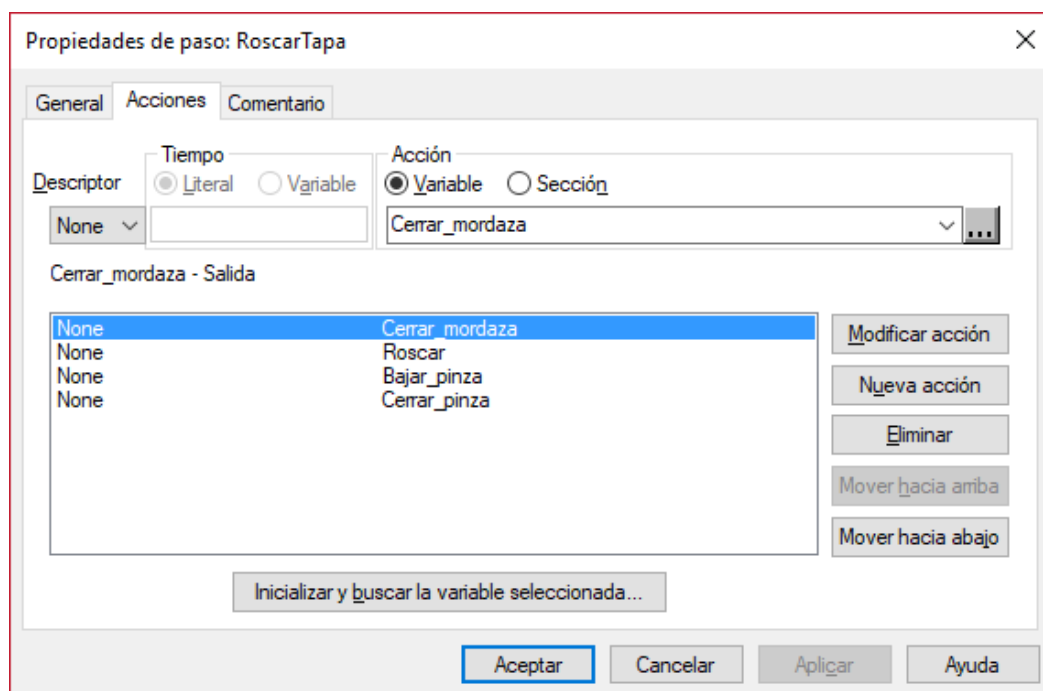 Propiedades de paso: RoscarTapa
General Acciones Comentario
Tiempo Acción
Descriptor Literal Variable Variable Sección
None Cerrar_mordaza ...
Cerrar_mordaza - Salida
None Cerrar_mordaza
None Roscar
None Bajar_pinza
None Cerrar_pinza
Modificar acción
Nueva acción
Eliminar
Mover hacia arriba
Mover hacia abajo
Inicializar y buscar la variable seleccionada...
Aceptar Cancelar Aplicar Ayuda